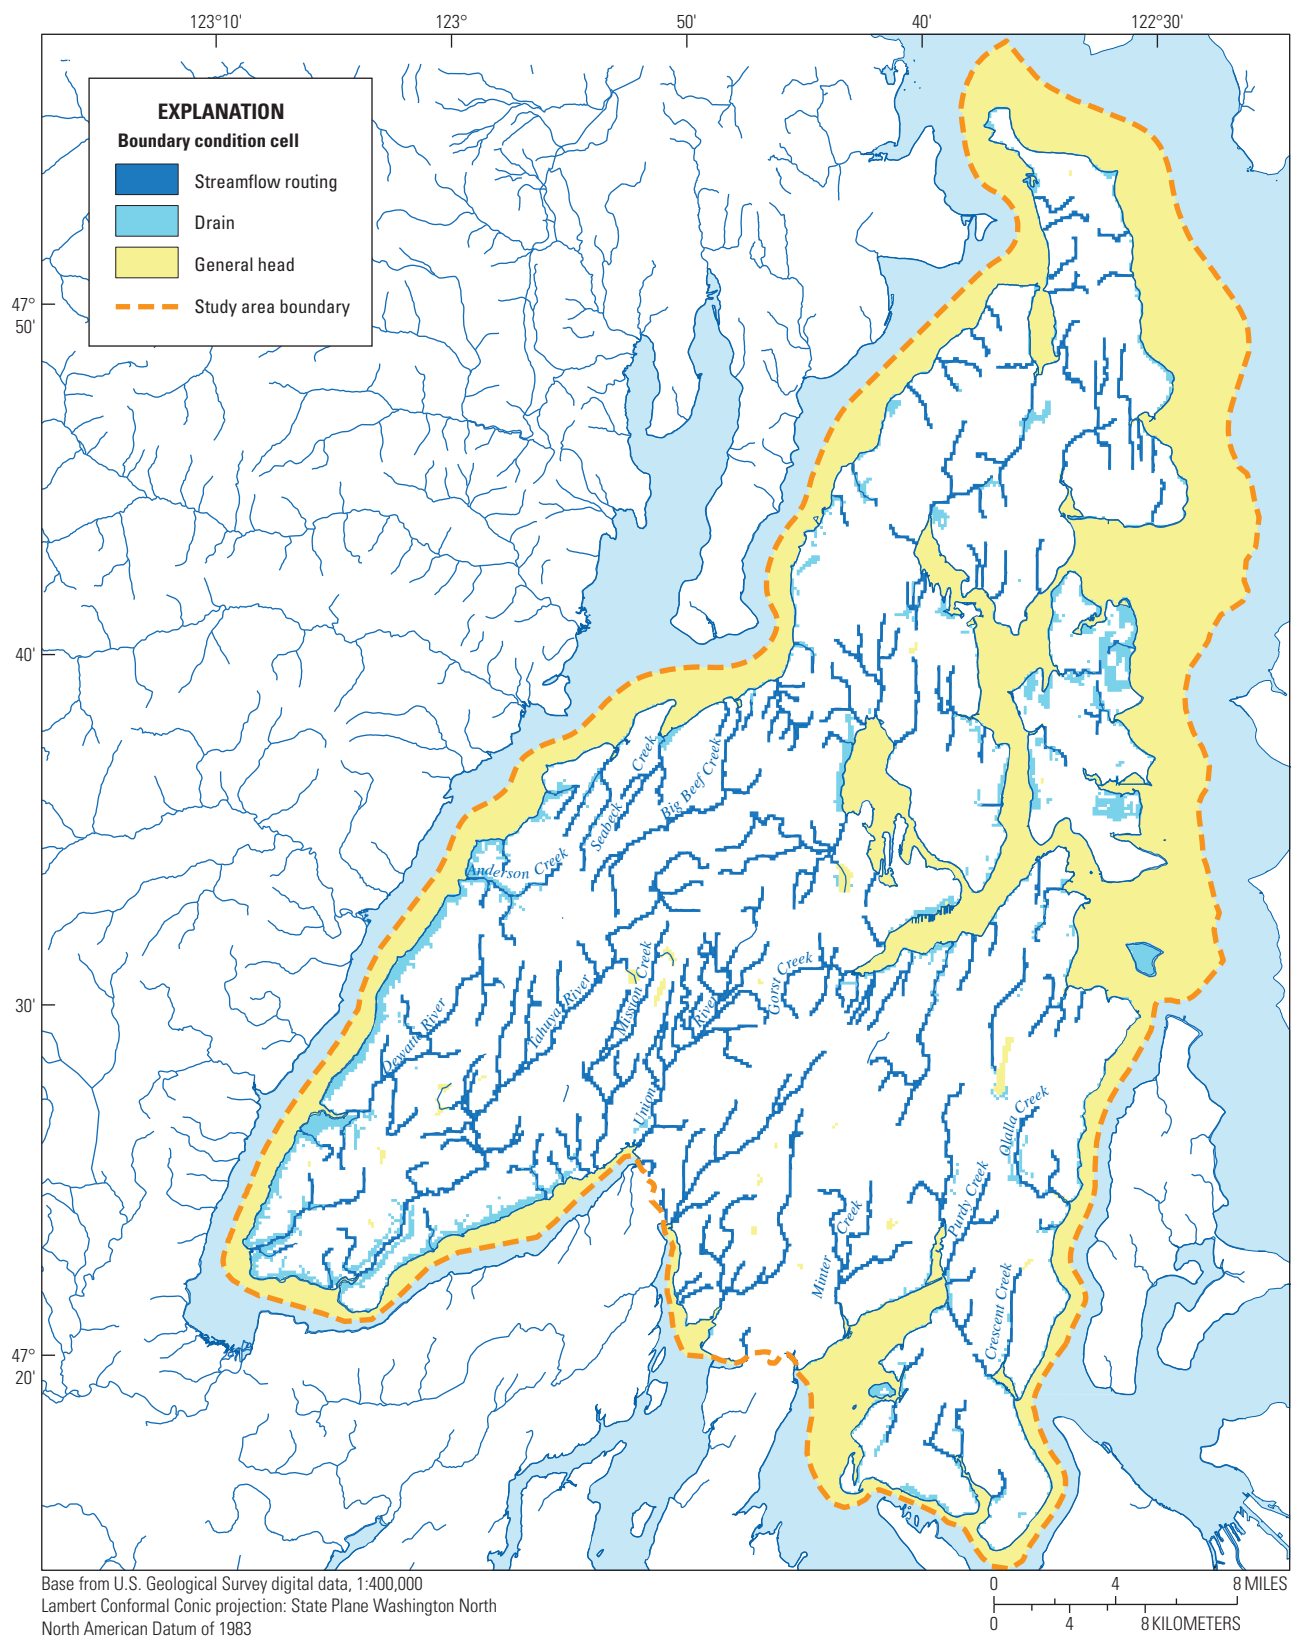 123°10'
123°
50'
40'
122°30'
EXPLANATION
Boundary condition cell
Streamflow routing
Drain
General head
Study area boundary
47°
50'
40'
Creek
Big Beef Creek
Seabeck
Anderson Creek
Mission Creek
Gorst Creek
Tahuya River
River
30'
Dewatto River
Union
Olalla Creek
Purdy Creek
Creek
Minter
Crescent Creek
47°
20'
Base from U.S. Geological Survey digital data, 1:400,000
Lambert Conformal Conic projection: State Plane Washington North
North American Datum of 1983
0 4 8 MILES
0 4 8 KILOMETERS